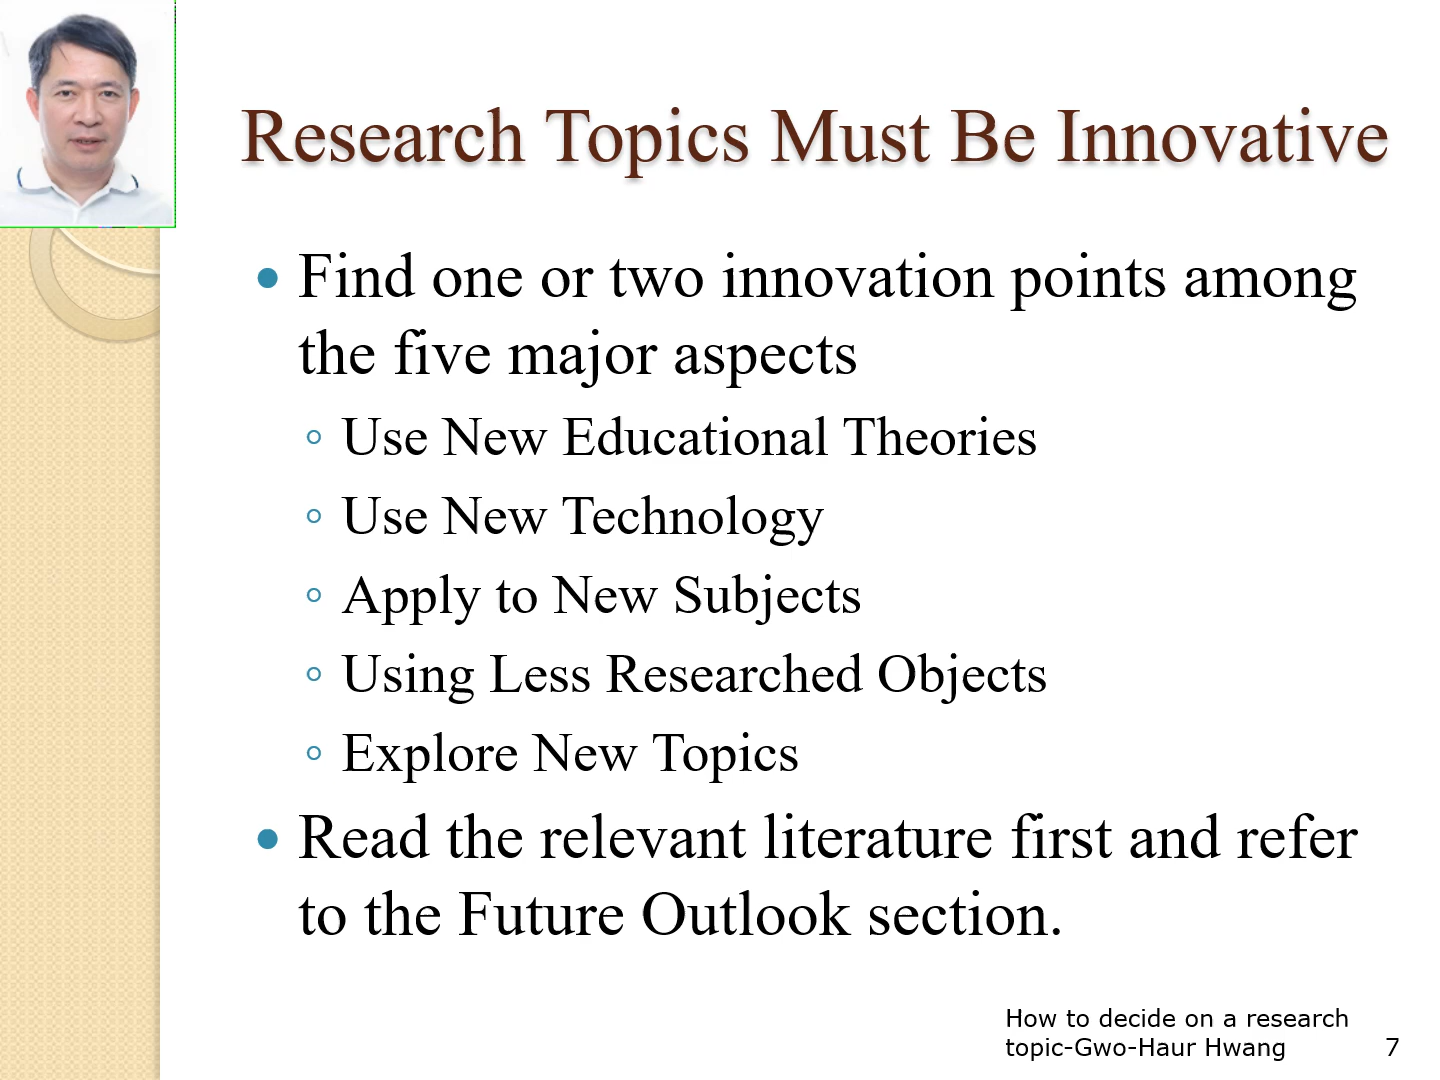 Research Topics Must Be Innovative
Find one or two innovation points among
the five major aspects
Use New Educational Theories
Use New Technology
Apply to New Subjects
Using Less Researched Objects
Explore New Topics
Read the relevant literature first and refer
to the Future Outlook section.
How to decide on a research
topic-Gwo-Haur Hwang
7